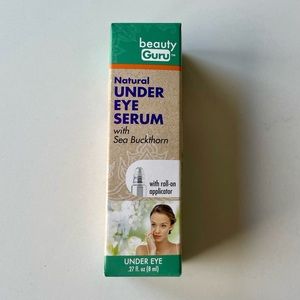 beauty
Guru™
Natural
UNDER
EYE
SERUM
with
Sea Buckthorn
with roll-on
applicator
UNDER EYE
.27 fl. oz (8 ml)